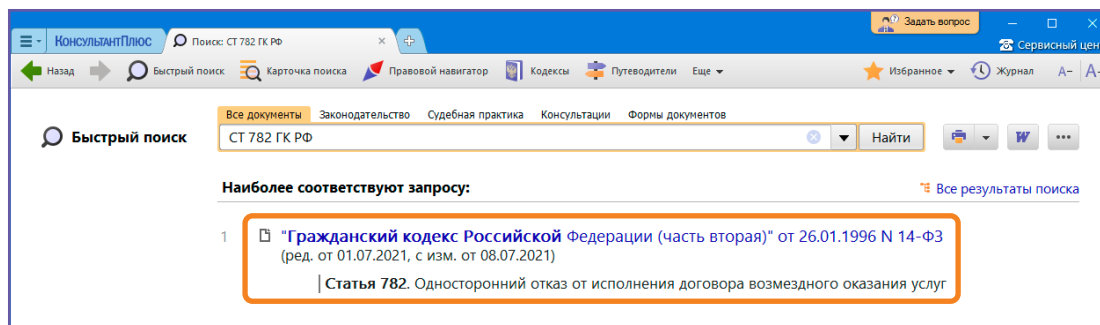 Задать вопрос
КонсультантПлюс
Поиск: СТ 782 ГК РФ
Сервисный цен
Назад
Быстрый поиск
Карточка поиска
Правовой навигатор
Кодексы
Путеводители
Еще
Избранное
Журнал
А−
А-
Все документы Законодательство Судебная практика Консультации Формы документов
Быстрый поиск
СТ 782 ГК РФ
Найти
W
Наиболее соответствуют запросу:
Все результаты поиска
1
"Гражданский кодекс Российской Федерации (часть вторая)" от 26.01.1996 N 14-ФЗ
(ред. от 01.07.2021, с изм. от 08.07.2021)
Статья 782. Односторонний отказ от исполнения договора возмездного оказания услуг